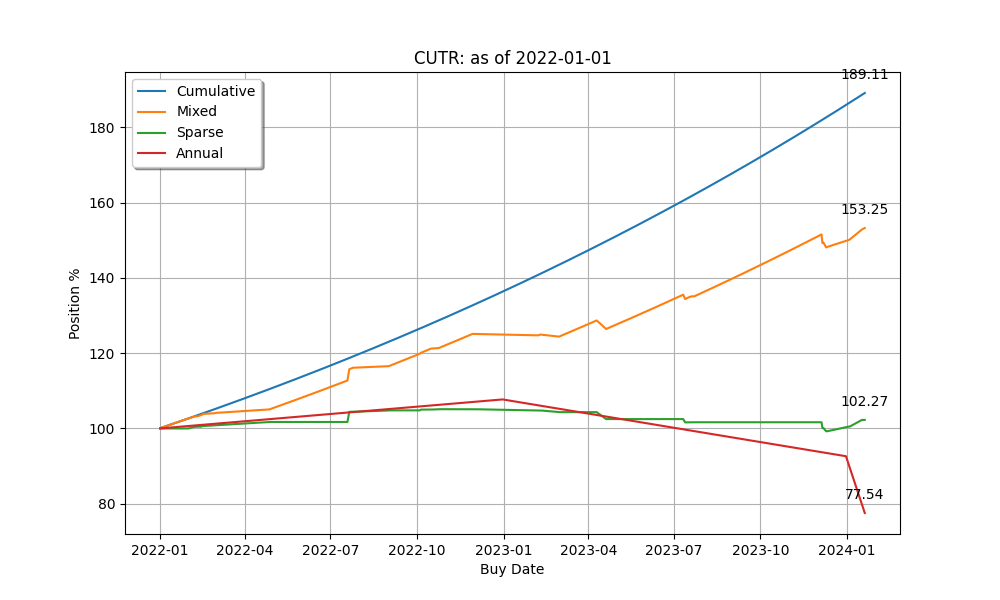 CUTR: as of 2022-01-01
Cumulative
Mixed
Sparse
Annual
189.11
153.25
102.27
77.54
Position %
180
160
140
120
100
80
2022-01 2022-04 2022-07 2022-10 2023-01 2023-04 2023-07 2023-10 2024-01
Buy Date